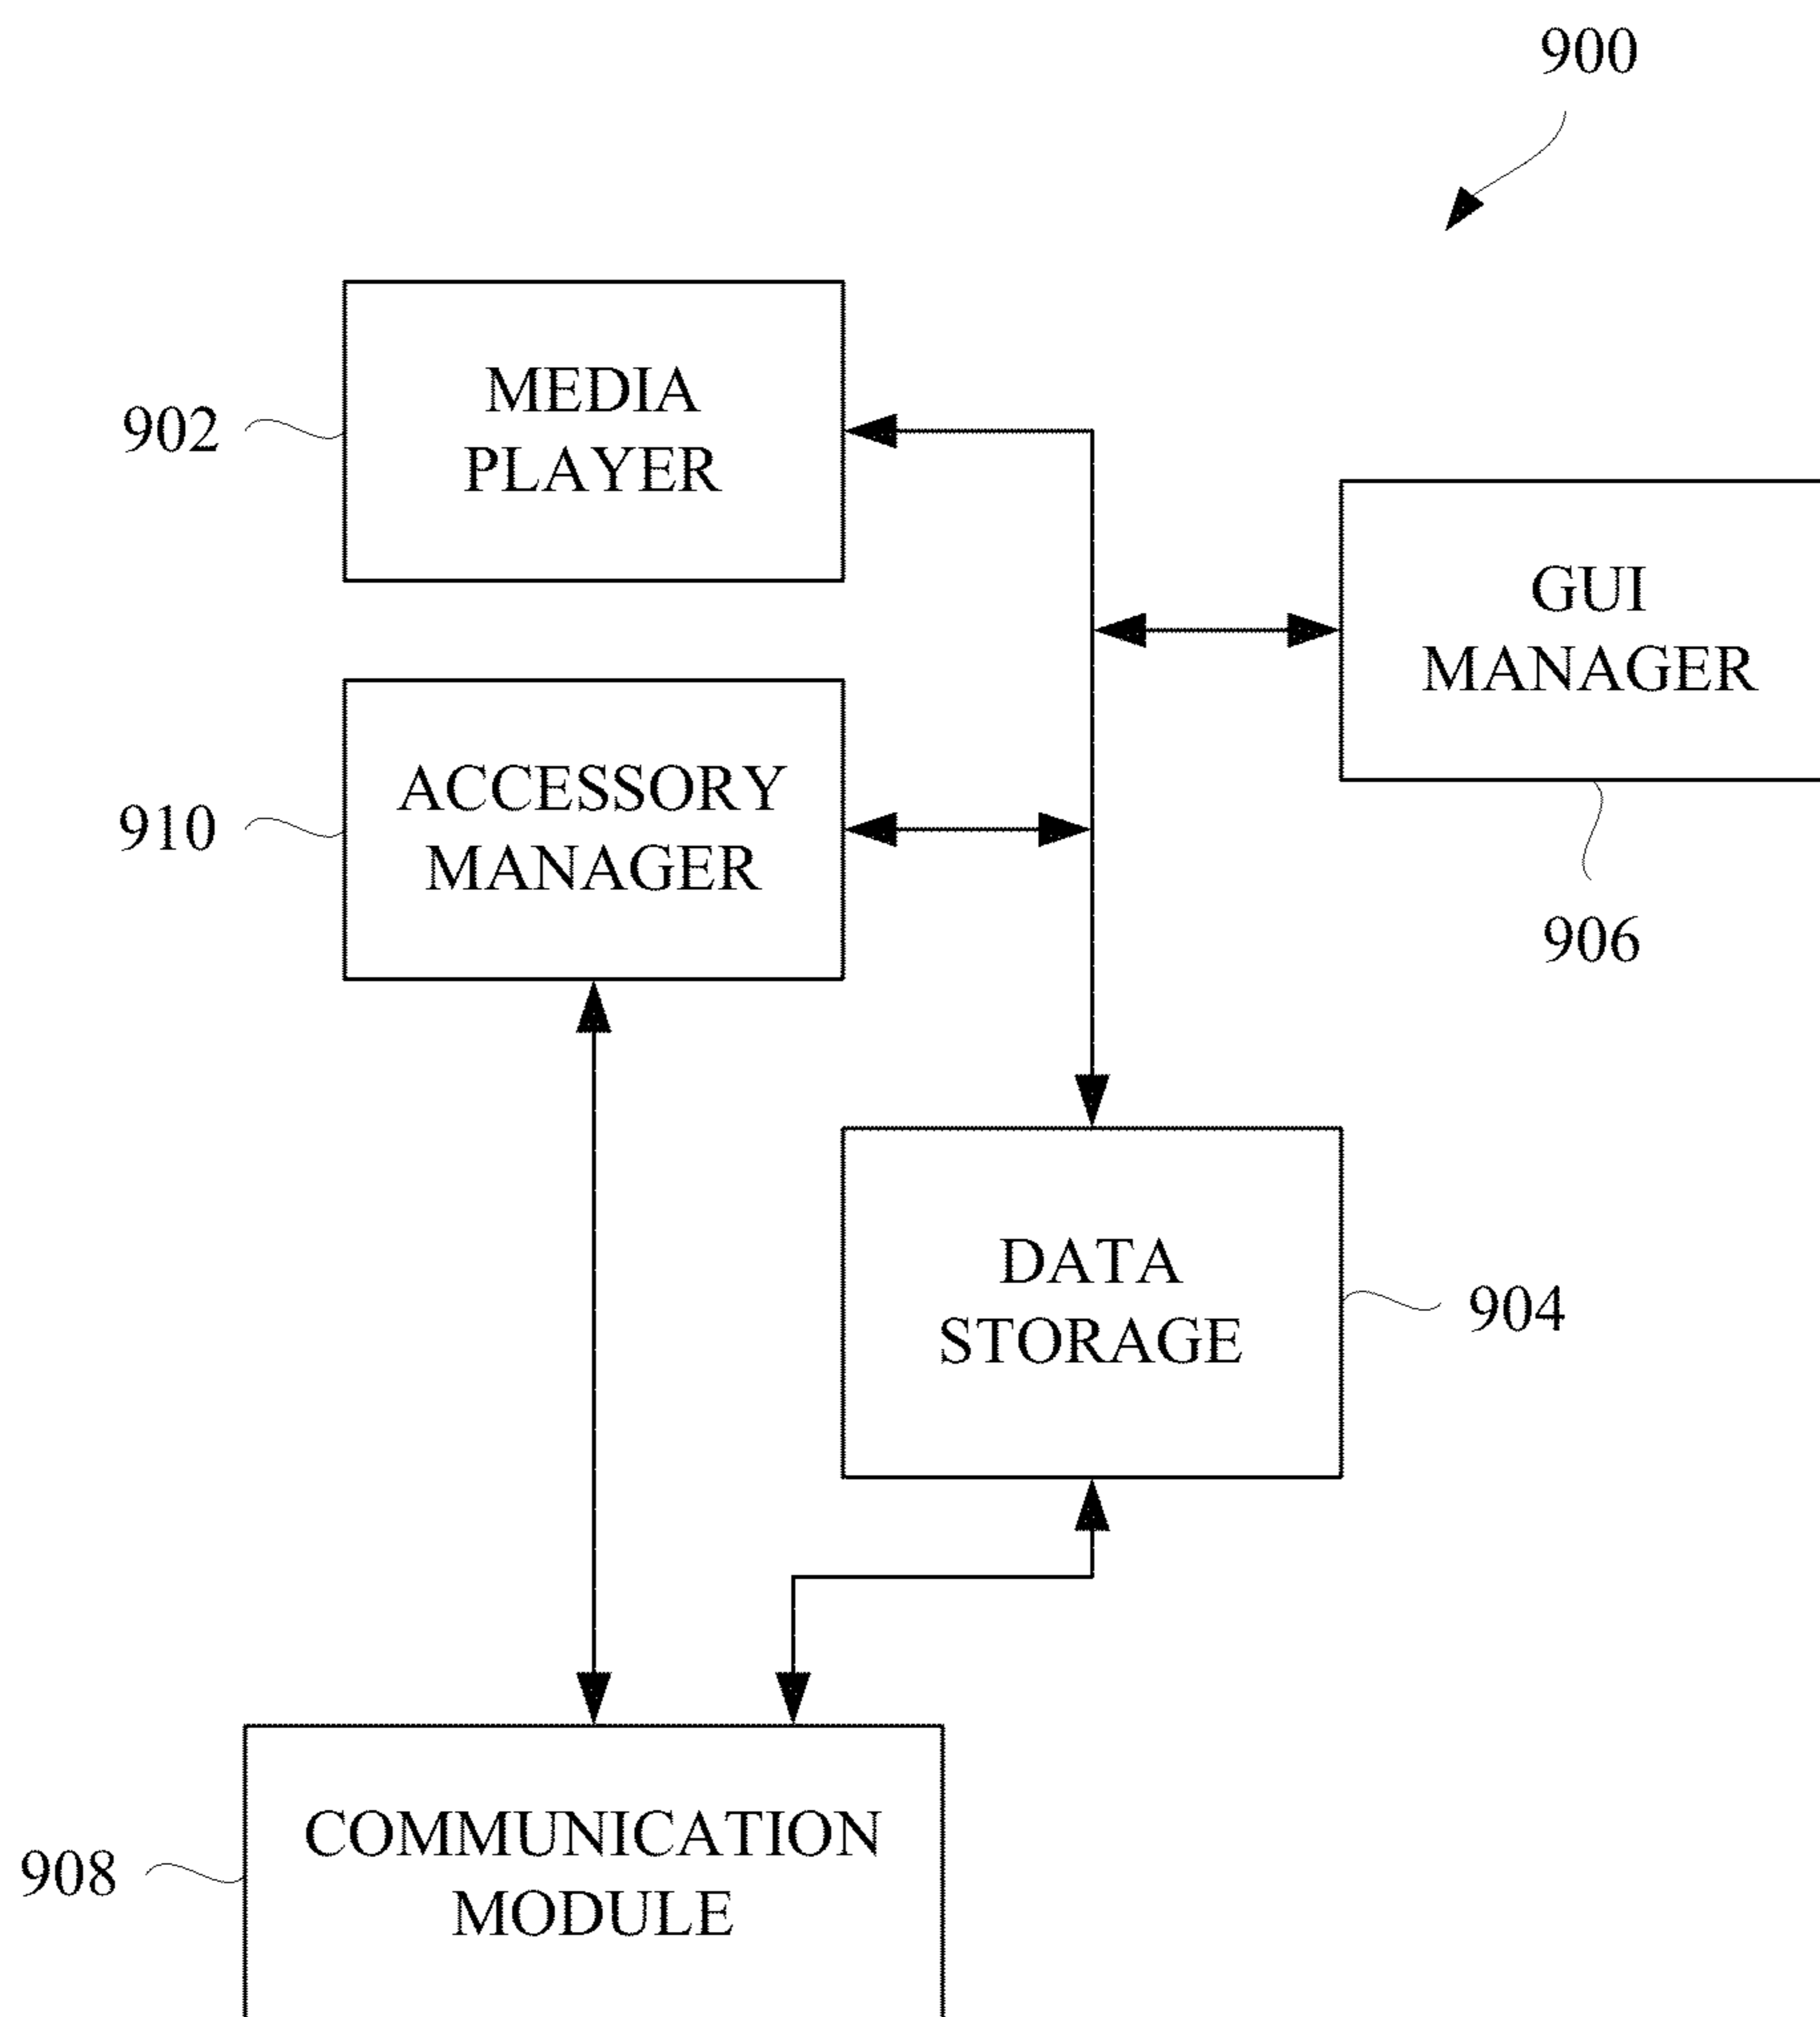 900
MEDIA
PLAYER
902
GUI
MANAGER
906
ACCESSORY
MANAGER
910
DATA
STORAGE
904
COMMUNICATION
MODULE
908